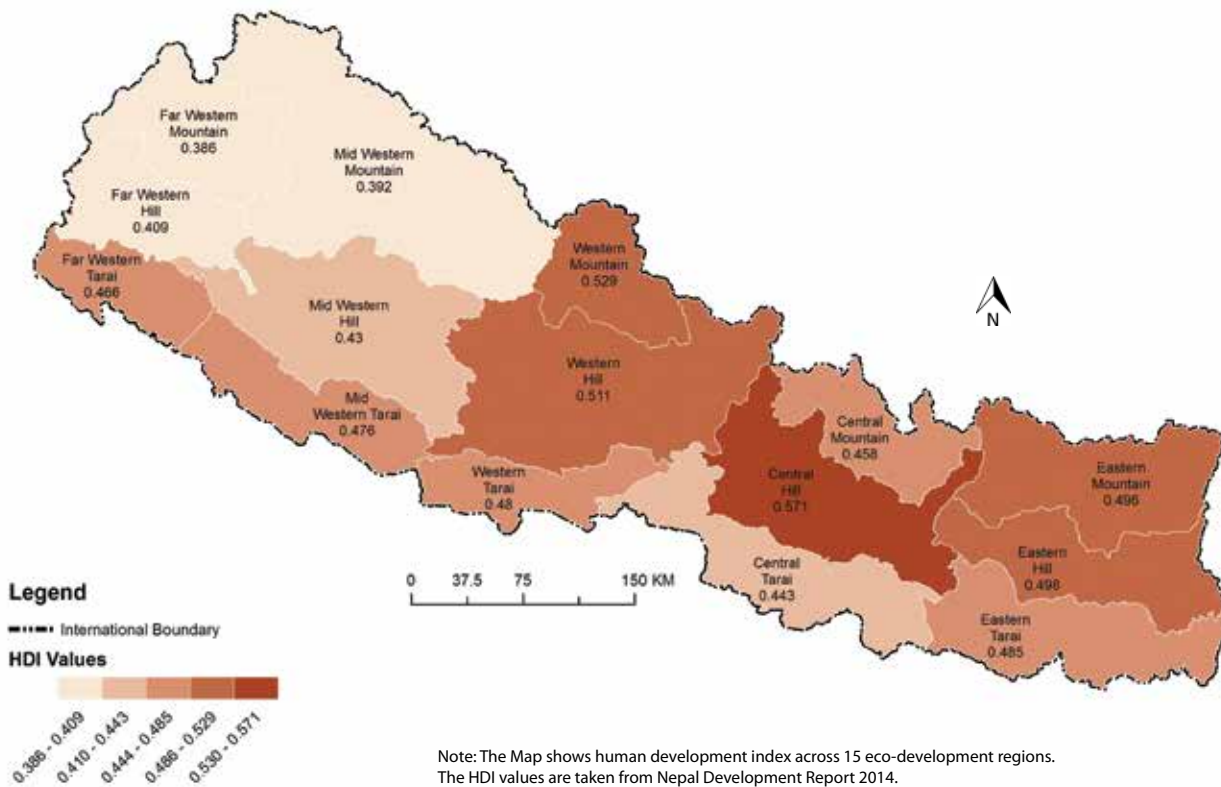 Far Western
Mountain
0.386
Mid Western
Mountain
0.392
Far Western
Hill
0.409
Far Western
Tarai
0.466
Western
Mountain
0.529
N
Mid Western
Hill
0.43
Western
Hill
0.511
Mid
Western Tarai
0.476
Central
Mountain
0.458
Western
Tarai
0.48
Central
Hill
0.571
Eastern
Mountain
0.496
Eastern
Hill
0.498
Central
Tarai
0.443
Eastern
Tarai
0.485
0 37.5 75 150 KM
Legend
International Boundary
HDI Values
0.386 - 0.409
0.410 - 0.443
0.444 - 0.485
0.486 - 0.529
0.530 - 0.571
Note: The Map shows human development index across 15 eco-development regions.
The HDI values are taken from Nepal Development Report 2014.